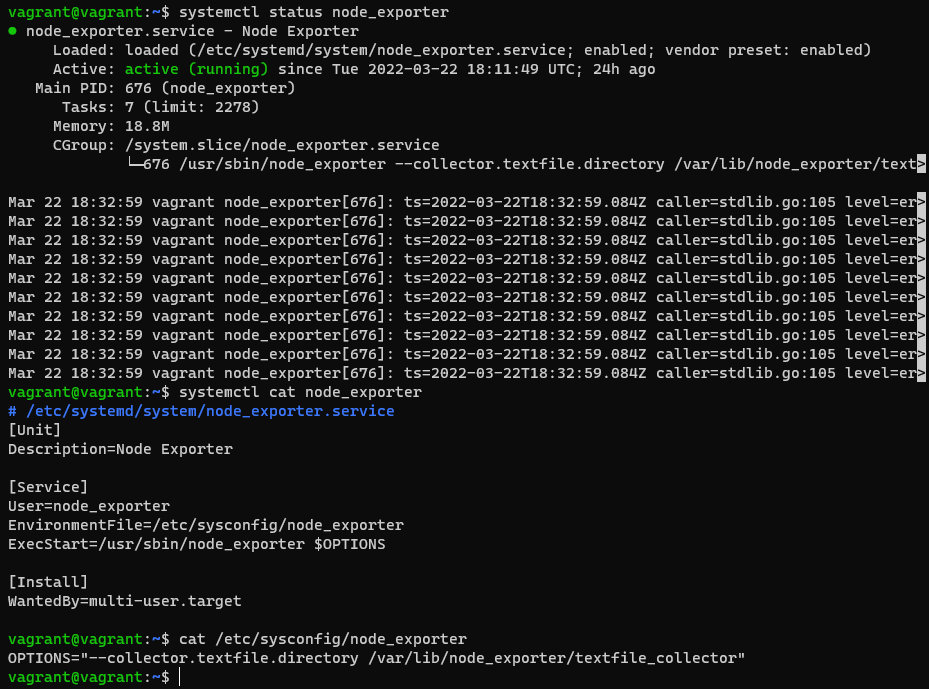 vagrant@vagrant:~$ systemctl status node_exporter
● node_exporter.service - Node Exporter
     Loaded: loaded (/etc/systemd/system/node_exporter.service; enabled; vendor preset: enabled)
     Active: active (running) since Tue 2022-03-22 18:11:49 UTC; 24h ago
   Main PID: 676 (node_exporter)
      Tasks: 7 (limit: 2278)
     Memory: 18.8M
     CGroup: /system.slice/node_exporter.service
             └─676 /usr/sbin/node_exporter --collector.textfile.directory /var/lib/node_exporter/text>

Mar 22 18:32:59 vagrant node_exporter[676]: ts=2022-03-22T18:32:59.084Z caller=stdlib.go:105 level=er>
Mar 22 18:32:59 vagrant node_exporter[676]: ts=2022-03-22T18:32:59.084Z caller=stdlib.go:105 level=er>
Mar 22 18:32:59 vagrant node_exporter[676]: ts=2022-03-22T18:32:59.084Z caller=stdlib.go:105 level=er>
Mar 22 18:32:59 vagrant node_exporter[676]: ts=2022-03-22T18:32:59.084Z caller=stdlib.go:105 level=er>
Mar 22 18:32:59 vagrant node_exporter[676]: ts=2022-03-22T18:32:59.084Z caller=stdlib.go:105 level=er>
Mar 22 18:32:59 vagrant node_exporter[676]: ts=2022-03-22T18:32:59.084Z caller=stdlib.go:105 level=er>
Mar 22 18:32:59 vagrant node_exporter[676]: ts=2022-03-22T18:32:59.084Z caller=stdlib.go:105 level=er>
Mar 22 18:32:59 vagrant node_exporter[676]: ts=2022-03-22T18:32:59.084Z caller=stdlib.go:105 level=er>
Mar 22 18:32:59 vagrant node_exporter[676]: ts=2022-03-22T18:32:59.084Z caller=stdlib.go:105 level=er>
Mar 22 18:32:59 vagrant node_exporter[676]: ts=2022-03-22T18:32:59.084Z caller=stdlib.go:105 level=er>
vagrant@vagrant:~$ systemctl cat node_exporter
# /etc/systemd/system/node_exporter.service
[Unit]
Description=Node Exporter

[Service]
User=node_exporter
EnvironmentFile=/etc/sysconfig/node_exporter
ExecStart=/usr/sbin/node_exporter $OPTIONS

[Install]
WantedBy=multi-user.target

vagrant@vagrant:~$ cat /etc/sysconfig/node_exporter
OPTIONS="--collector.textfile.directory /var/lib/node_exporter/textfile_collector"
vagrant@vagrant:~$